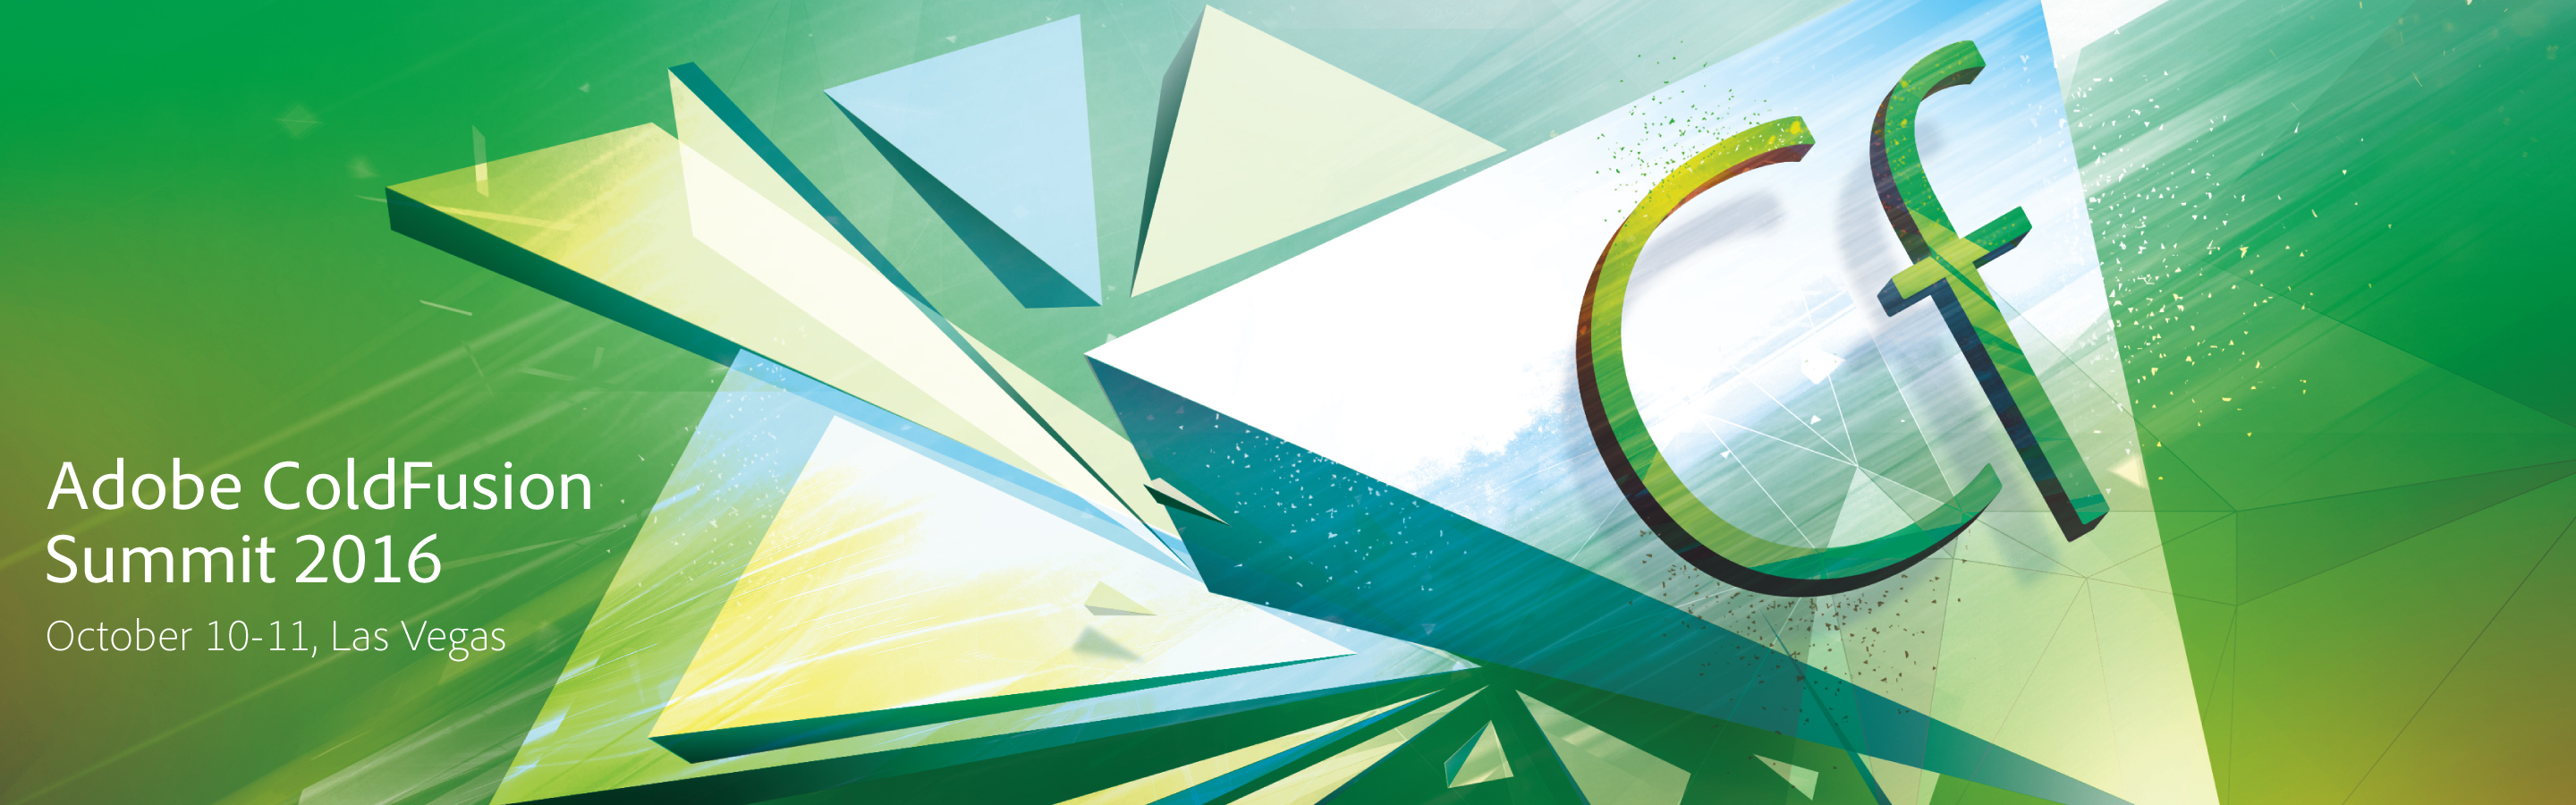 Cf
Adobe ColdFusion
Summit 2016
October 10-11, Las Vegas